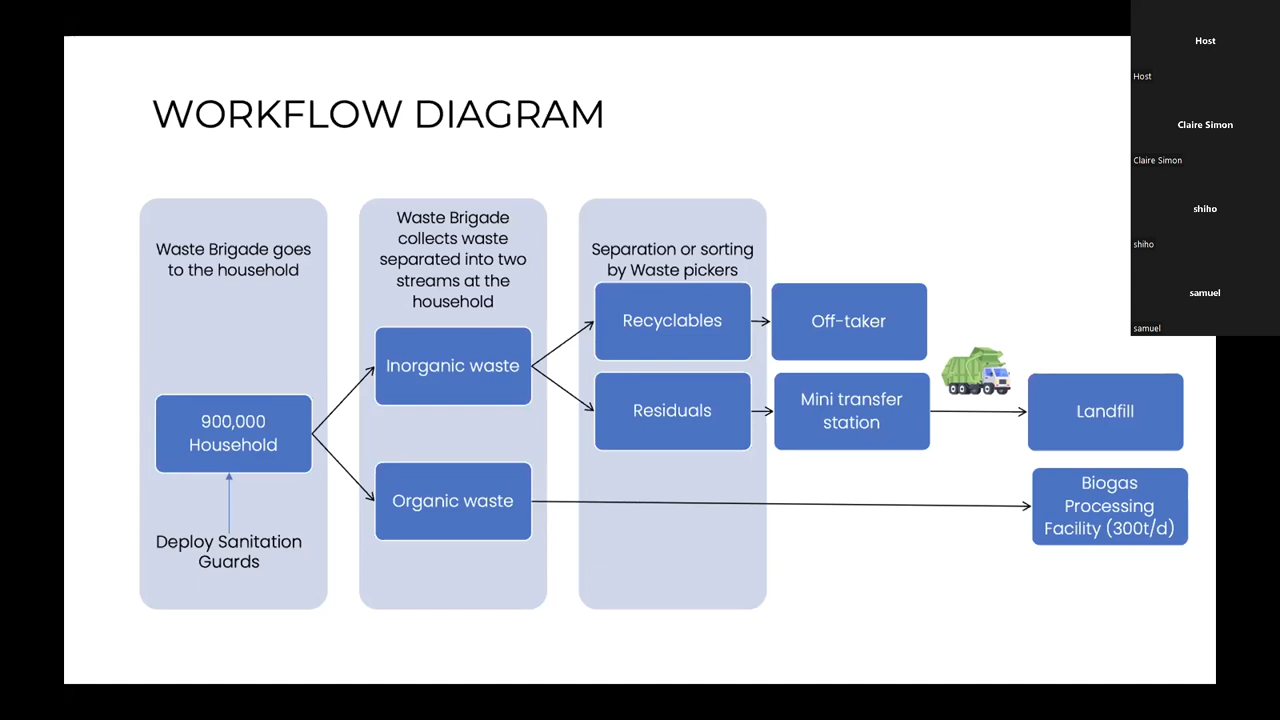 WORKFLOW DIAGRAM
Waste Brigade goes
to the household
900,000
Household
Deploy Sanitation
Guards
Waste Brigade
collects waste
separated into two
streams at the
household
Inorganic waste
Organic waste
Separation or sorting
by Waste pickers
Recyclables
Residuals
Off-taker
Mini transfer
station
Landfill
Biogas
Processing
Facility (300t/d)
Host
Host
Claire Simon
Claire Simon
shiho
shiho
samuel
samuel